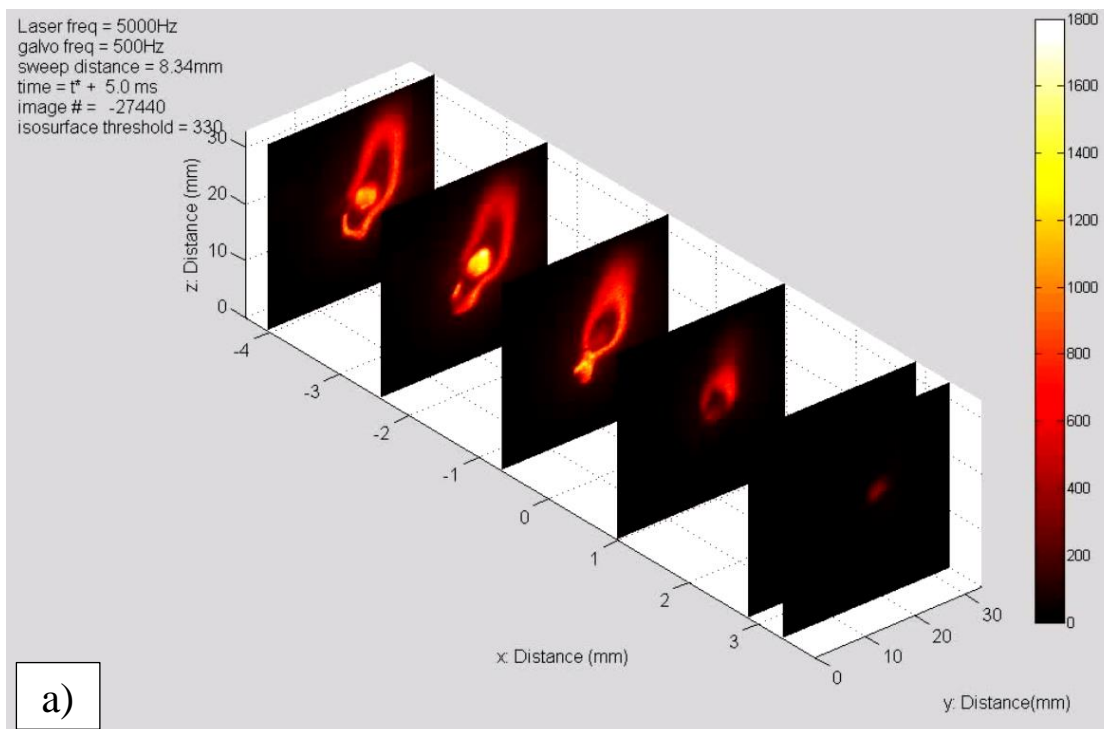 Laser freq = 5000Hz
galvo freq = 500Hz
sweep distance = 8.34mm
time = t* + 5.0 ms
image # = -27440
isosurface threshold = 330
z: Distance (mm)
30
20
10
0
-4
-3
-2
-1
0
1
2
3
x: Distance (mm)
0
10
20
30
y: Distance(mm)
1800
1600
1400
1200
1000
800
600
400
200
0
a)